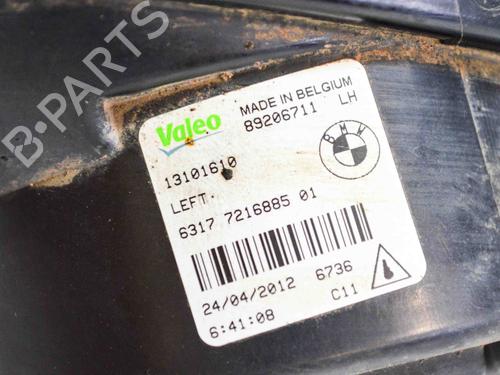 B-PARTS
Valeo
MADE IN BELGIUM
89206711 LH
BMW
13101610
LEFT.
6317 7216885 01
24/04/2012 6736
6:41:08 C11